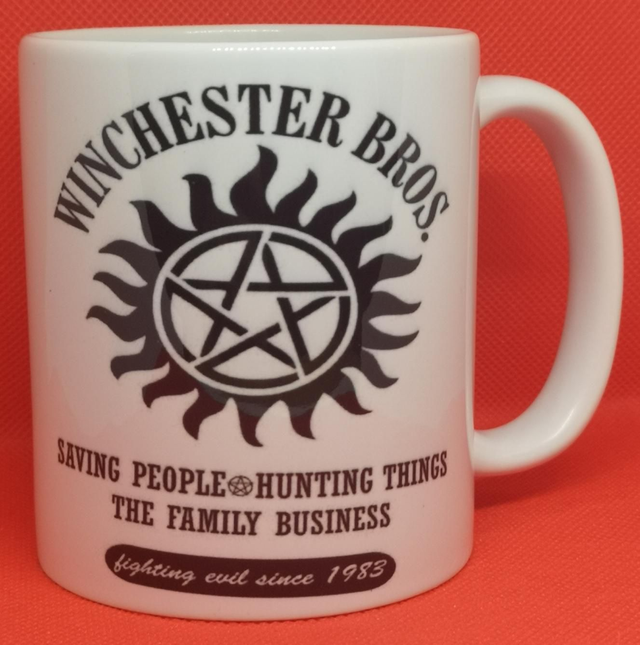 WINCHESTER BROS.
SAVING PEOPLE HUNTING THINGS
THE FAMILY BUSINESS
fighting evil since 1983